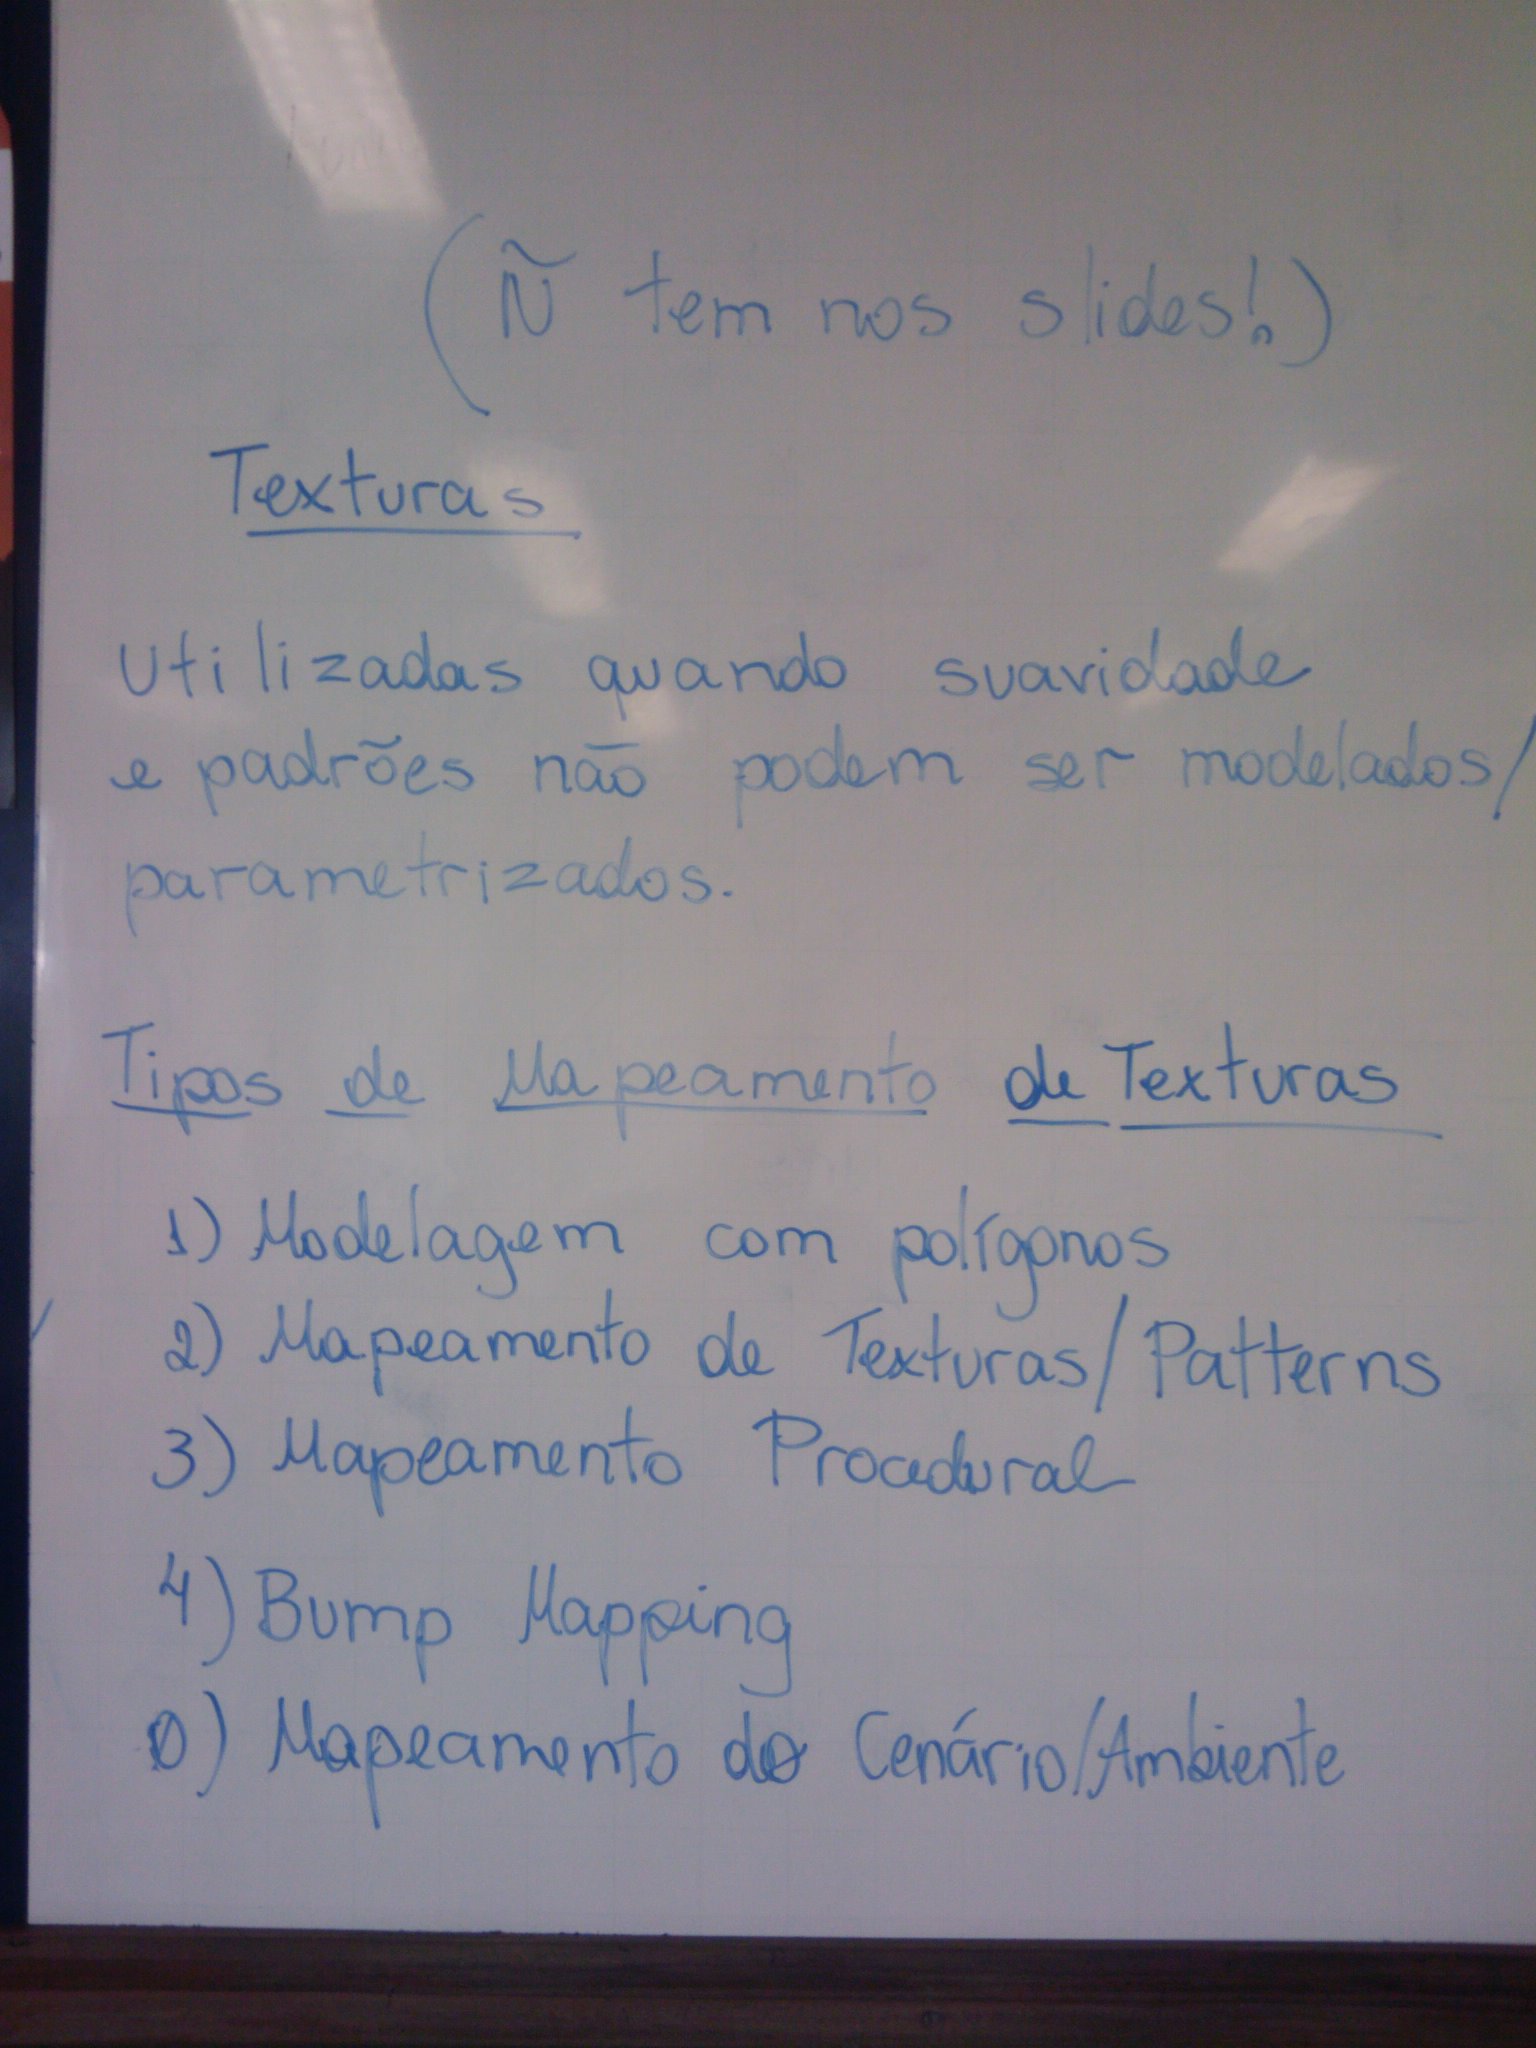 (Ñ tem nos slides!)
Texturas
Utilizadas quando suavidade
e padrões não podem ser modelados/
parametrizados.
Tipos de Mapeamento de Texturas
1) Modelagem com polígonos
2) Mapeamento de Texturas/Patterns
3) Mapeamento Procedural
4) Bump Mapping
0) Mapeamento do Cenário/Ambiente